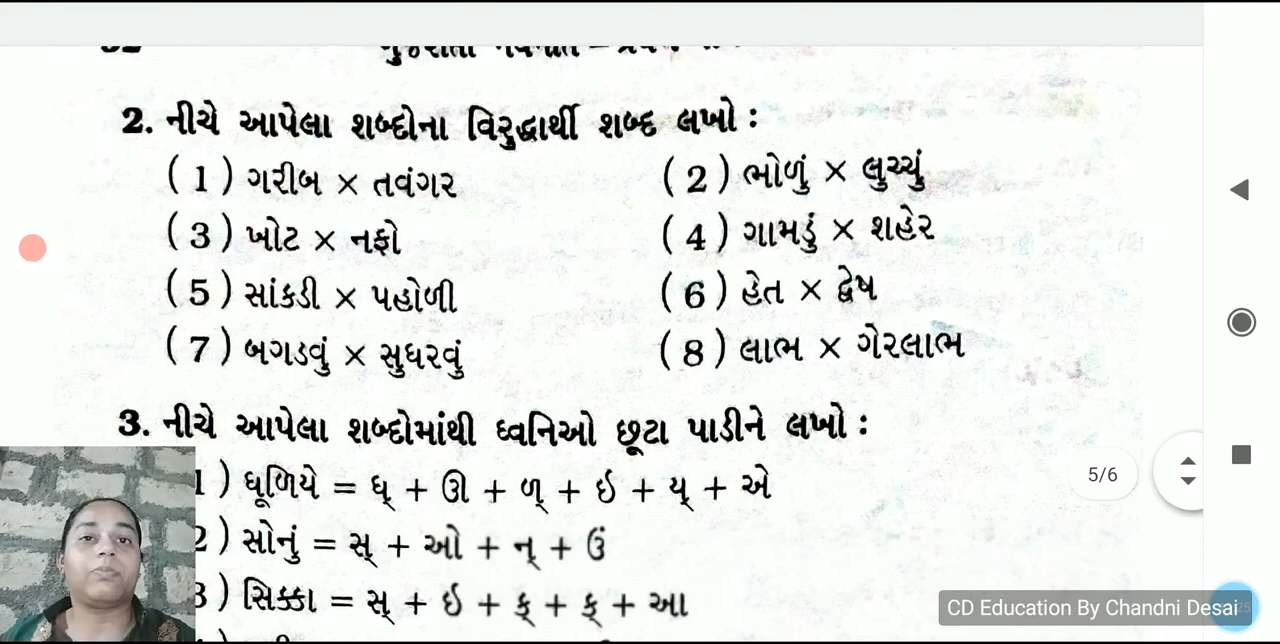 2. નીચે આપેલા શબ્દોના વિરુદ્ધાર્થી શબ્દ લખો :
( 1 ) ગરીબ × તવંગર ( 2 ) ભોળું × લુચ્ચું
( 3 ) ખોટ × નફો ( 4 ) ગામડું × શહેર
( 5 ) સાંકડી × પહોળી ( 6 ) હેત × દ્વેષ
( 7 ) બગડવું × સુધરવું ( 8 ) લાભ × ગેરલાભ
3. નીચે આપેલા શબ્દોમાંથી ધ્વનિઓ છૂટા પાડીને લખો :
1 ) ધૂળિયે = ધ્ + ઊ + ળ્ + ઇ + ય્ + એ
5/6
2 ) સોનું = સ્ + ઓ + ન્ + ઉં
3 ) સિક્કા = સ્ + ઇ + ક્ + ક્ + આ
CD Education By Chandni Desai